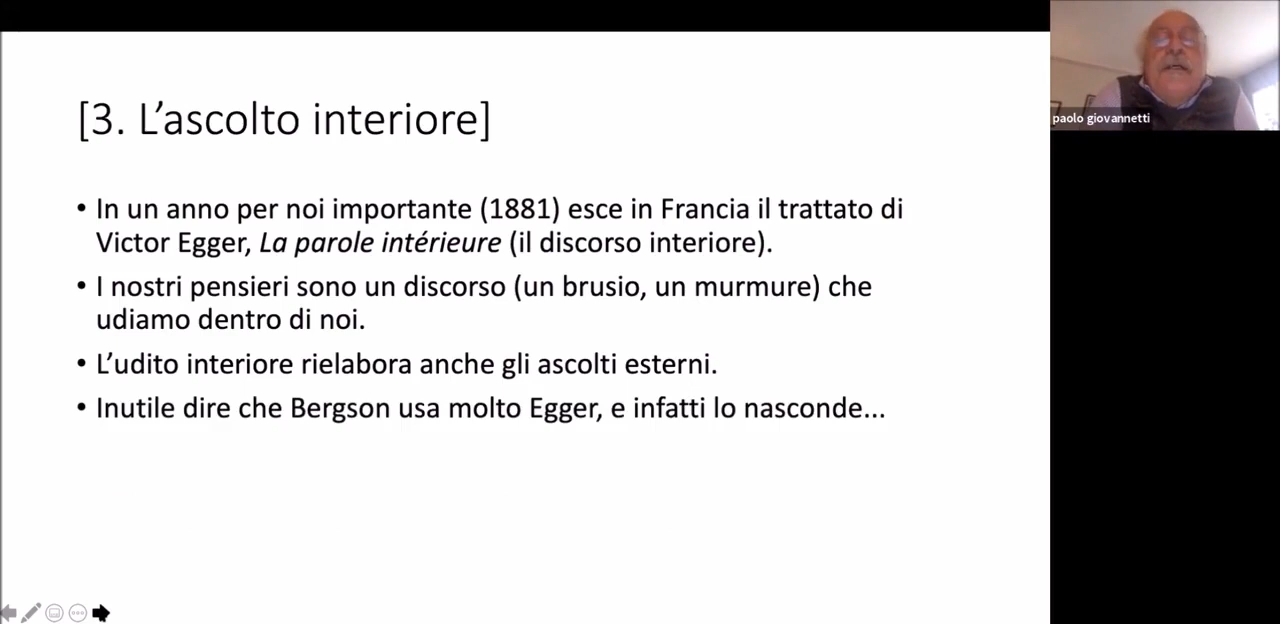 [3. L’ascolto interiore]
• In un anno per noi importante (1881) esce in Francia il trattato di
Victor Egger, La parole intérieure (il discorso interiore).
• I nostri pensieri sono un discorso (un brusio, un murmure) che
udiamo dentro di noi.
• L’udito interiore rielabora anche gli ascolti esterni.
• Inutile dire che Bergson usa molto Egger, e infatti lo nasconde...
paolo giovannetti